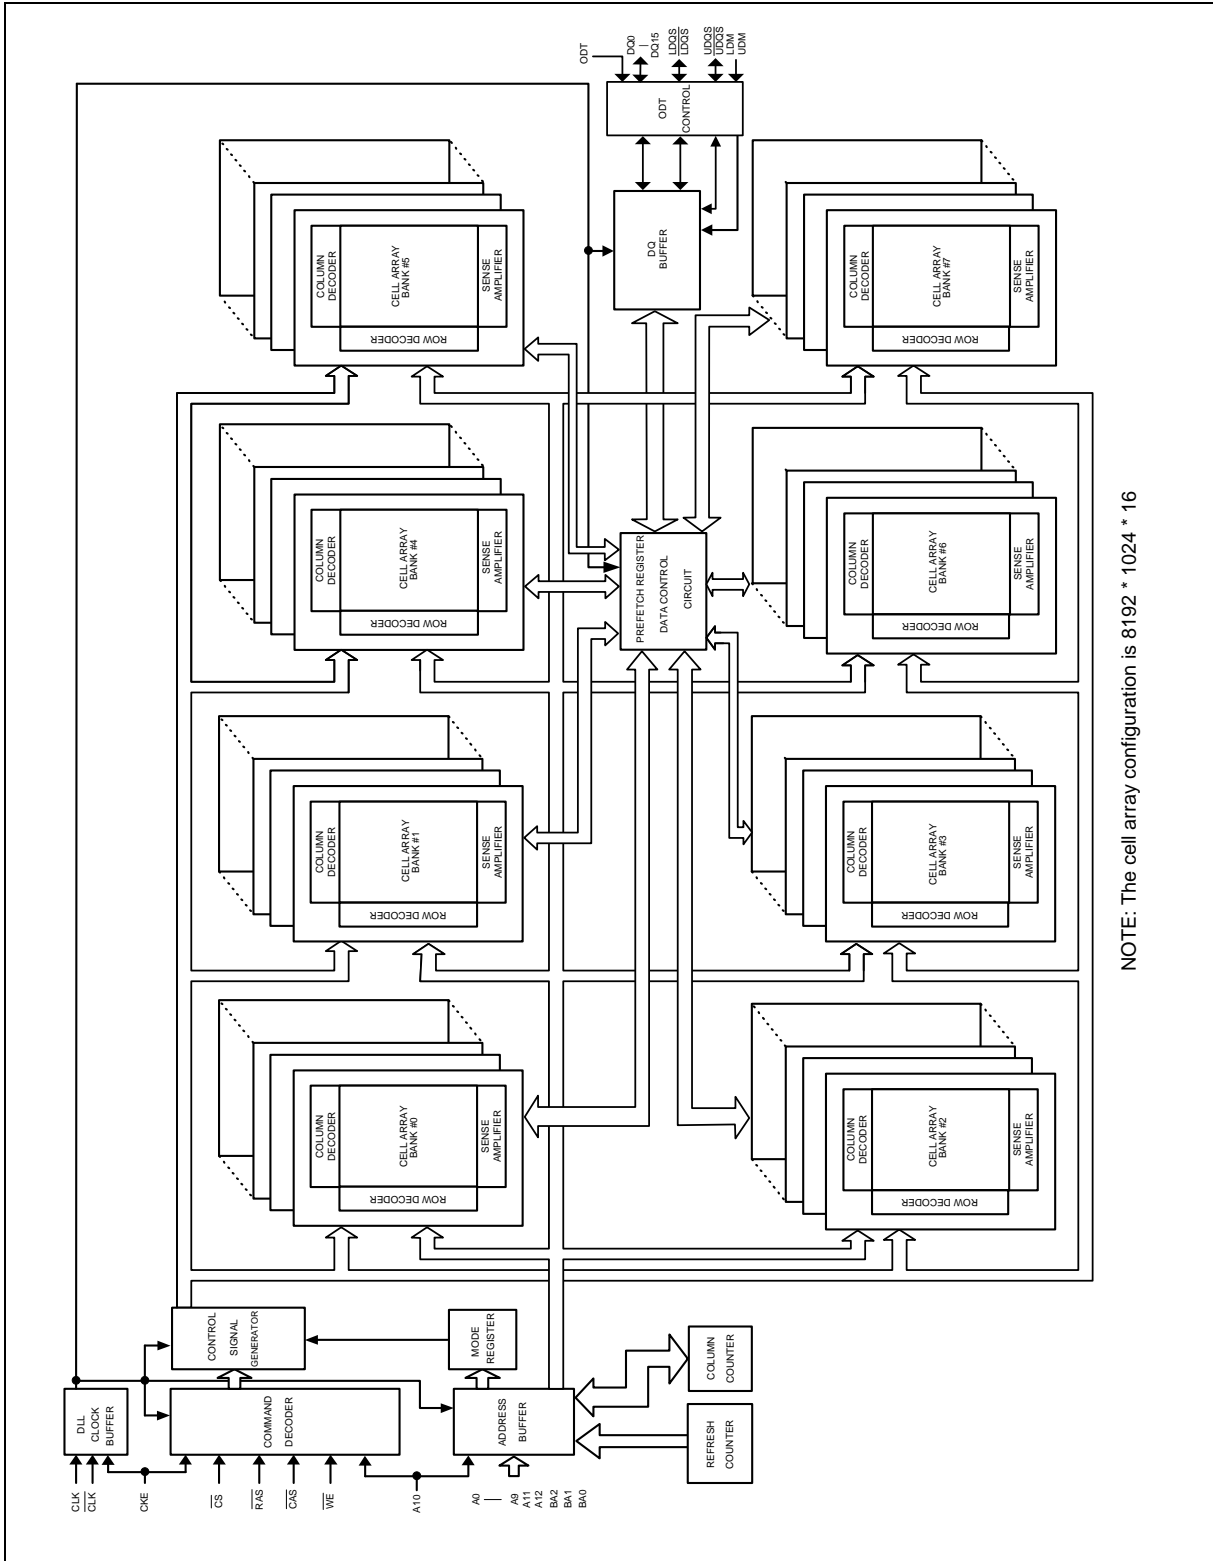 CLK
CLK
CKE
CS
RAS
CAS
WE
A10
A0
A9
A11
A12
BA2
BA1
BA0
DLL
CLOCK
BUFFER
COMMAND
DECODER
ADDRESS
BUFFER
REFRESH
COUNTER
COLUMN
COUNTER
CONTROL
SIGNAL
GENERATOR
MODE
REGISTER
COLUMN
DECODER
CELL ARRAY
BANK #0
SENSE
AMPLIFIER
ROW DECODER
COLUMN
DECODER
CELL ARRAY
BANK #1
SENSE
AMPLIFIER
ROW DECODER
COLUMN
DECODER
CELL ARRAY
BANK #4
SENSE
AMPLIFIER
ROW DECODER
COLUMN
DECODER
CELL ARRAY
BANK #5
SENSE
AMPLIFIER
ROW DECODER
PREFETCH REGISTER
DATA CONTROL
CIRCUIT
DQ
BUFFER
ODT
CONTROL
ODT
DQ0
DQ15
LDQS
LDQS
UDQS
UDQS
LDM
UDM
COLUMN
DECODER
CELL ARRAY
BANK #2
SENSE
AMPLIFIER
ROW DECODER
COLUMN
DECODER
CELL ARRAY
BANK #3
SENSE
AMPLIFIER
ROW DECODER
COLUMN
DECODER
CELL ARRAY
BANK #6
SENSE
AMPLIFIER
ROW DECODER
COLUMN
DECODER
CELL ARRAY
BANK #7
SENSE
AMPLIFIER
ROW DECODER
NOTE: The cell array configuration is 8192 * 1024 * 16